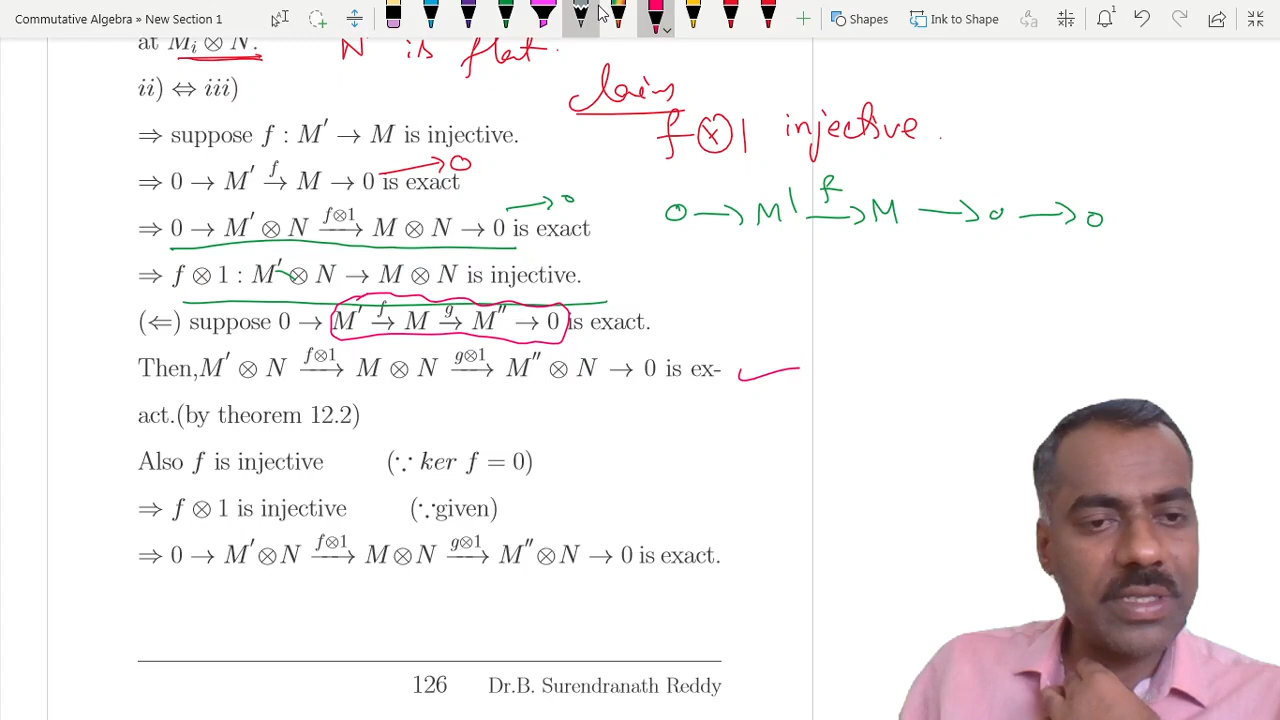 Commutative Algebra » New Section 1
Shapes
Ink to Shape
at M_i ⊗ N.
N is flat.
ii) ⇔ iii)
claim
⇒ suppose f : M′ → M is injective.
f ⊗ 1 injective.
→ 0
⇒ 0 → M′ →^f M → 0 is exact
→ 0
⇒ 0 → M′ ⊗ N →^{f⊗1} M ⊗ N → 0 is exact
0 → M′ →^f M → 0 → 0
⇒ f ⊗ 1 : M′ ⊗ N → M ⊗ N is injective.
(⇐) suppose 0 → M′ →^f M →^g M″ → 0 is exact.
Then,M′ ⊗ N →^{f⊗1} M ⊗ N →^{g⊗1} M″ ⊗ N → 0 is ex-
act.(by theorem 12.2)
Also f is injective (∵ ker f = 0)
⇒ f ⊗ 1 is injective (∵given)
⇒ 0 → M′⊗N →^{f⊗1} M⊗N →^{g⊗1} M″⊗N → 0 is exact.
126 Dr.B. Surendranath Reddy